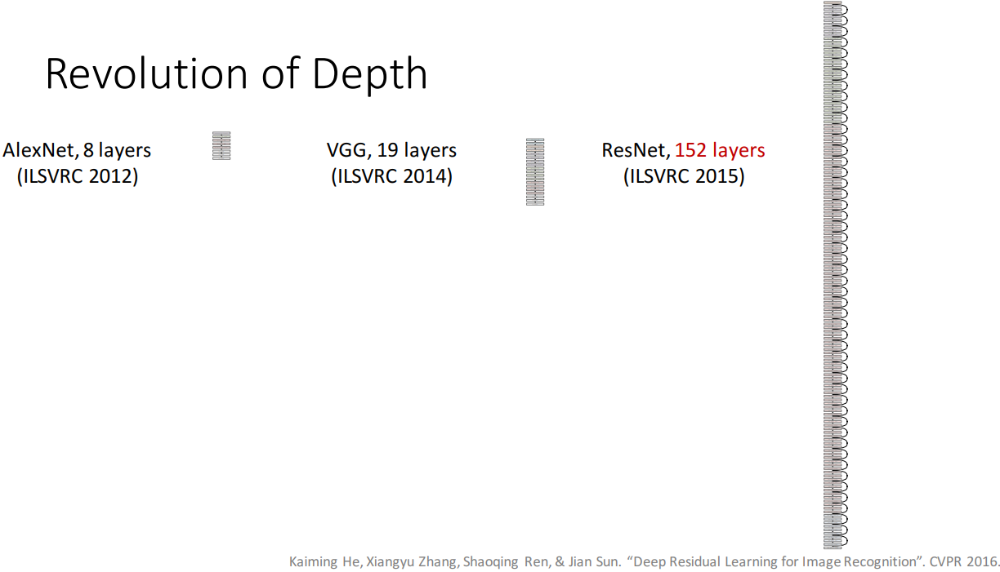 Revolution of Depth
AlexNet, 8 layers
(ILSVRC 2012)
VGG, 19 layers
(ILSVRC 2014)
ResNet, 152 layers
(ILSVRC 2015)
Kaiming He, Xiangyu Zhang, Shaoqing Ren, & Jian Sun. “Deep Residual Learning for Image Recognition”. CVPR 2016.